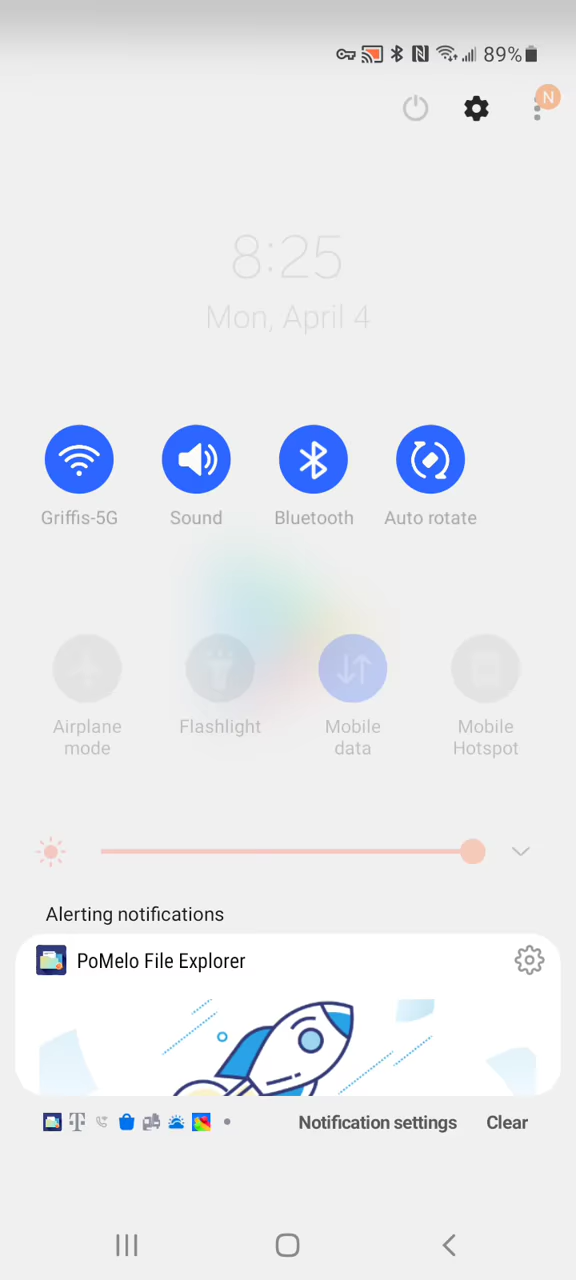 89%
N
8:25
Mon, April 4
Griffis-5G
Sound
Bluetooth
Auto rotate
Airplane mode
Flashlight
Mobile data
Mobile Hotspot
Alerting notifications
PoMelo File Explorer
Notification settings
Clear